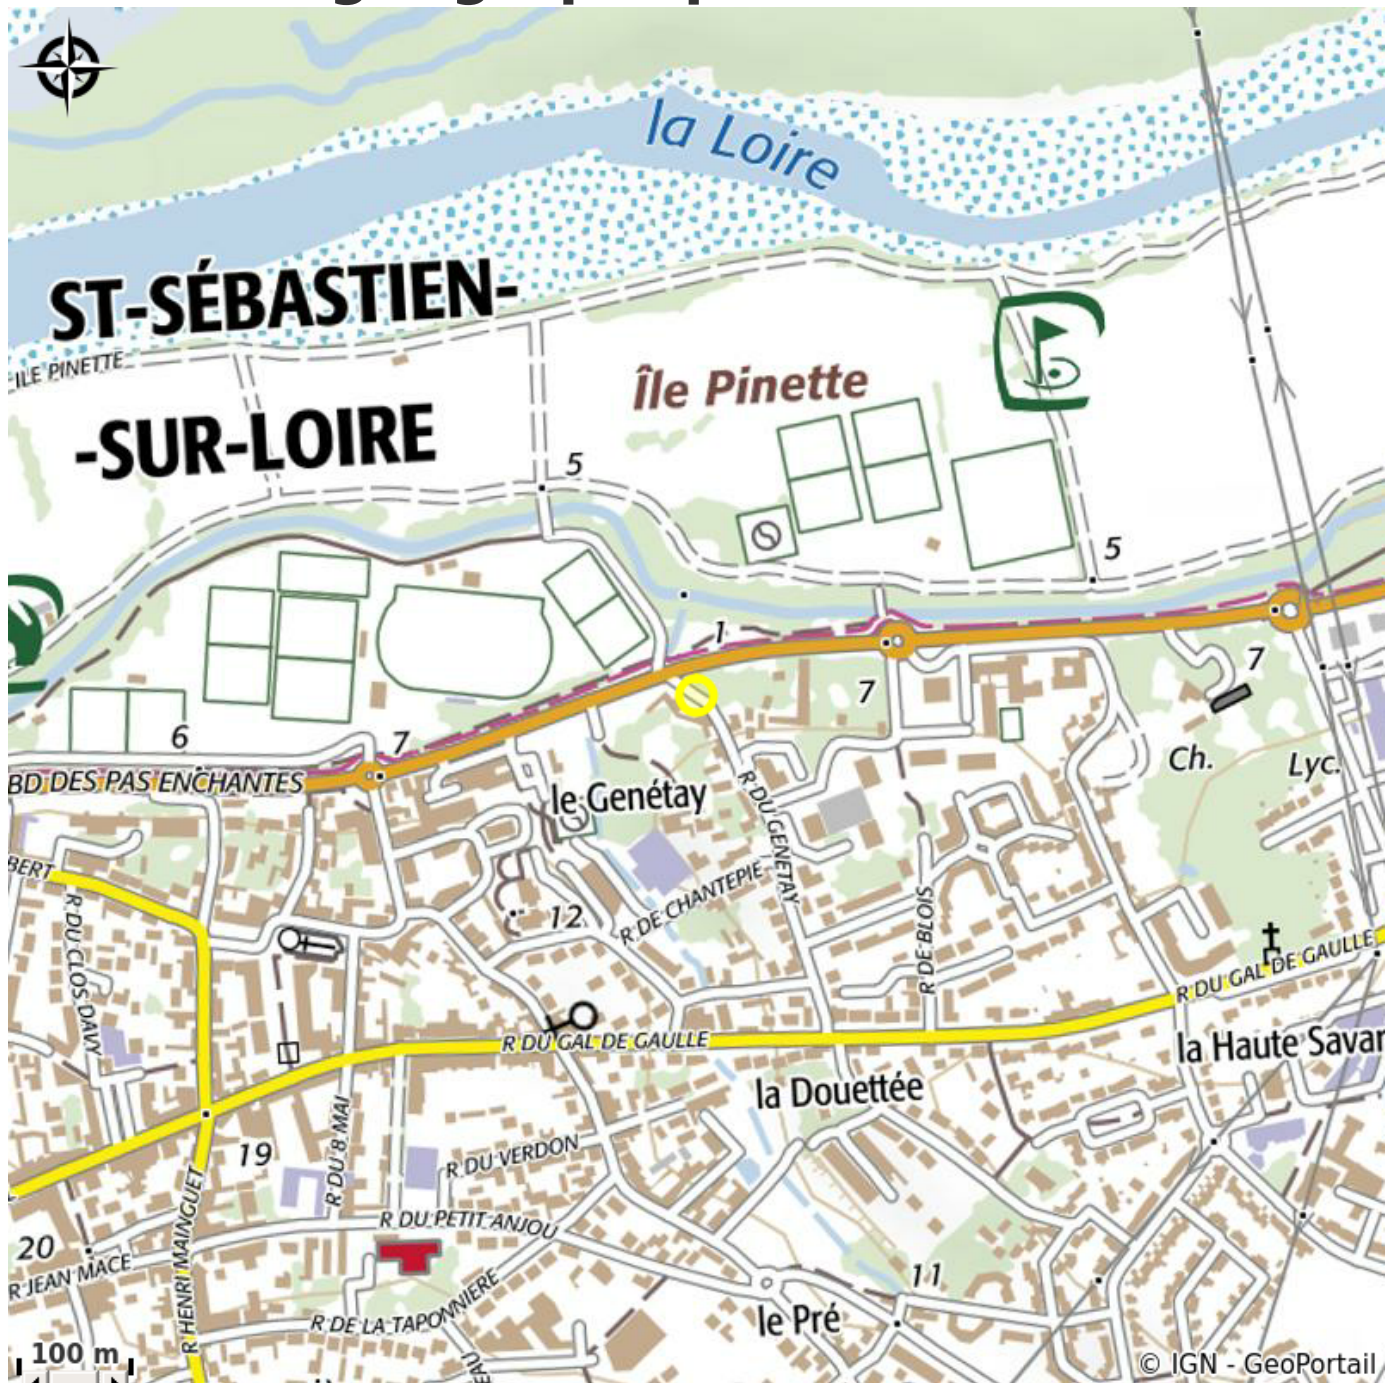 la Loire
ST-SÉBASTIEN-
-SUR-LOIRE
ILE PINETTE
Île Pinette
5
5
1
7
7
6
7
BD DES PAS ENCHANTES
Ch.
Lyc.
le Genétay
R DU GENETAY
BERT
R DU CLOS DAVY
12
R DE CHANTEPIE
R DE BLOIS
R DU GAL DE GAULLE
R DU GAL DE GAULLE
la Haute Savar
la Douettée
19
R DU 8 MAI
R DU VERDON
R HENRI MAINGUET
R DU PETIT ANJOU
20
R JEAN MACE
R DE LA TAPONNIERE
11
le Pré
EAU
100 m
© IGN - GeoPortail